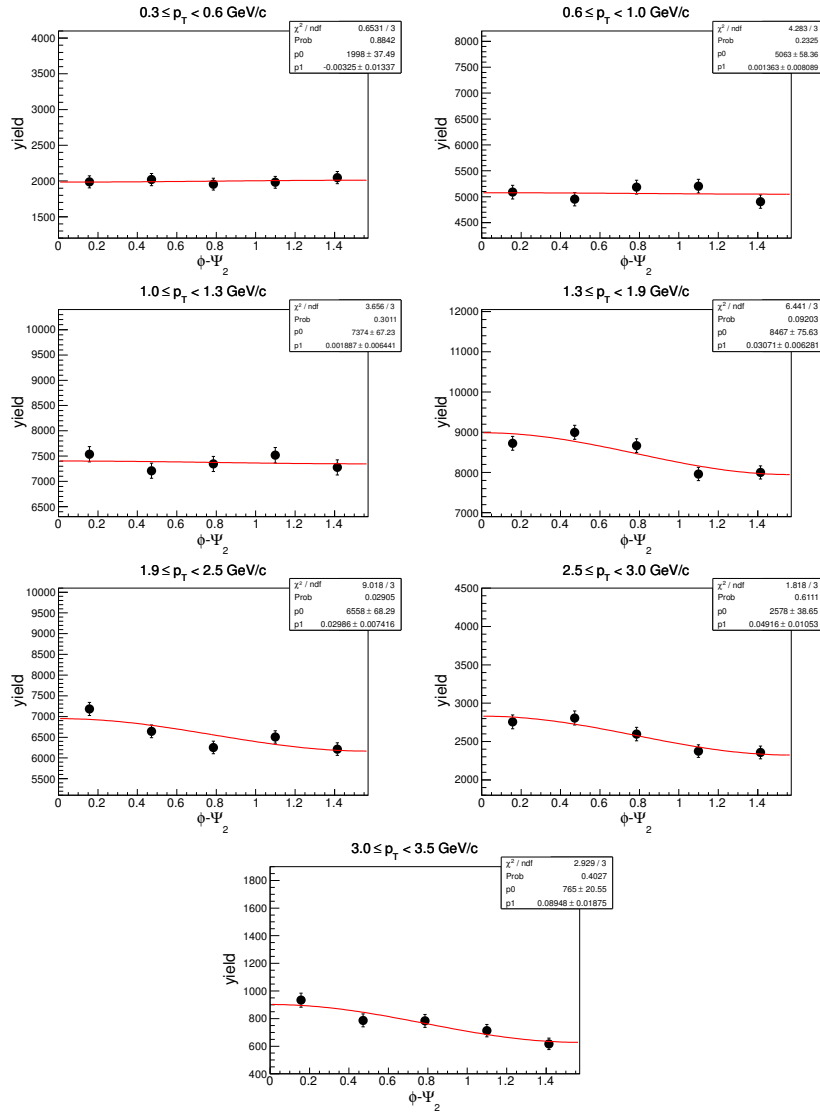 0.3 ≤ p_T < 0.6 GeV/c
χ² / ndf 0.6531 / 3
Prob 0.8842
p0 1998 ± 37.49
p1 -0.00325 ± 0.01337
yield
4000
3500
3000
2500
2000
1500
0 0.2 0.4 0.6 0.8 1 1.2 1.4
ϕ-Ψ₂
0.6 ≤ p_T < 1.0 GeV/c
χ² / ndf 4.283 / 3
Prob 0.2325
p0 5063 ± 58.36
p1 0.001363 ± 0.008089
yield
8000
7500
7000
6500
6000
5500
5000
4500
0 0.2 0.4 0.6 0.8 1 1.2 1.4
ϕ-Ψ₂
1.0 ≤ p_T < 1.3 GeV/c
χ² / ndf 3.656 / 3
Prob 0.3011
p0 7374 ± 67.23
p1 0.001887 ± 0.006441
yield
10000
9500
9000
8500
8000
7500
7000
6500
0 0.2 0.4 0.6 0.8 1 1.2 1.4
ϕ-Ψ₂
1.3 ≤ p_T < 1.9 GeV/c
χ² / ndf 6.441 / 3
Prob 0.09203
p0 8467 ± 75.63
p1 0.03071 ± 0.006281
yield
12000
11000
10000
9000
8000
7000
0 0.2 0.4 0.6 0.8 1 1.2 1.4
ϕ-Ψ₂
1.9 ≤ p_T < 2.5 GeV/c
χ² / ndf 9.018 / 3
Prob 0.02905
p0 6558 ± 68.29
p1 0.02986 ± 0.007416
yield
10000
9500
9000
8500
8000
7500
7000
6500
6000
5500
0 0.2 0.4 0.6 0.8 1 1.2 1.4
ϕ-Ψ₂
2.5 ≤ p_T < 3.0 GeV/c
χ² / ndf 1.818 / 3
Prob 0.6111
p0 2578 ± 38.65
p1 0.04916 ± 0.01053
yield
4500
4000
3500
3000
2500
2000
0 0.2 0.4 0.6 0.8 1 1.2 1.4
ϕ-Ψ₂
3.0 ≤ p_T < 3.5 GeV/c
χ² / ndf 2.929 / 3
Prob 0.4027
p0 765 ± 20.55
p1 0.08948 ± 0.01875
yield
1800
1600
1400
1200
1000
800
600
400
0 0.2 0.4 0.6 0.8 1 1.2 1.4
ϕ-Ψ₂